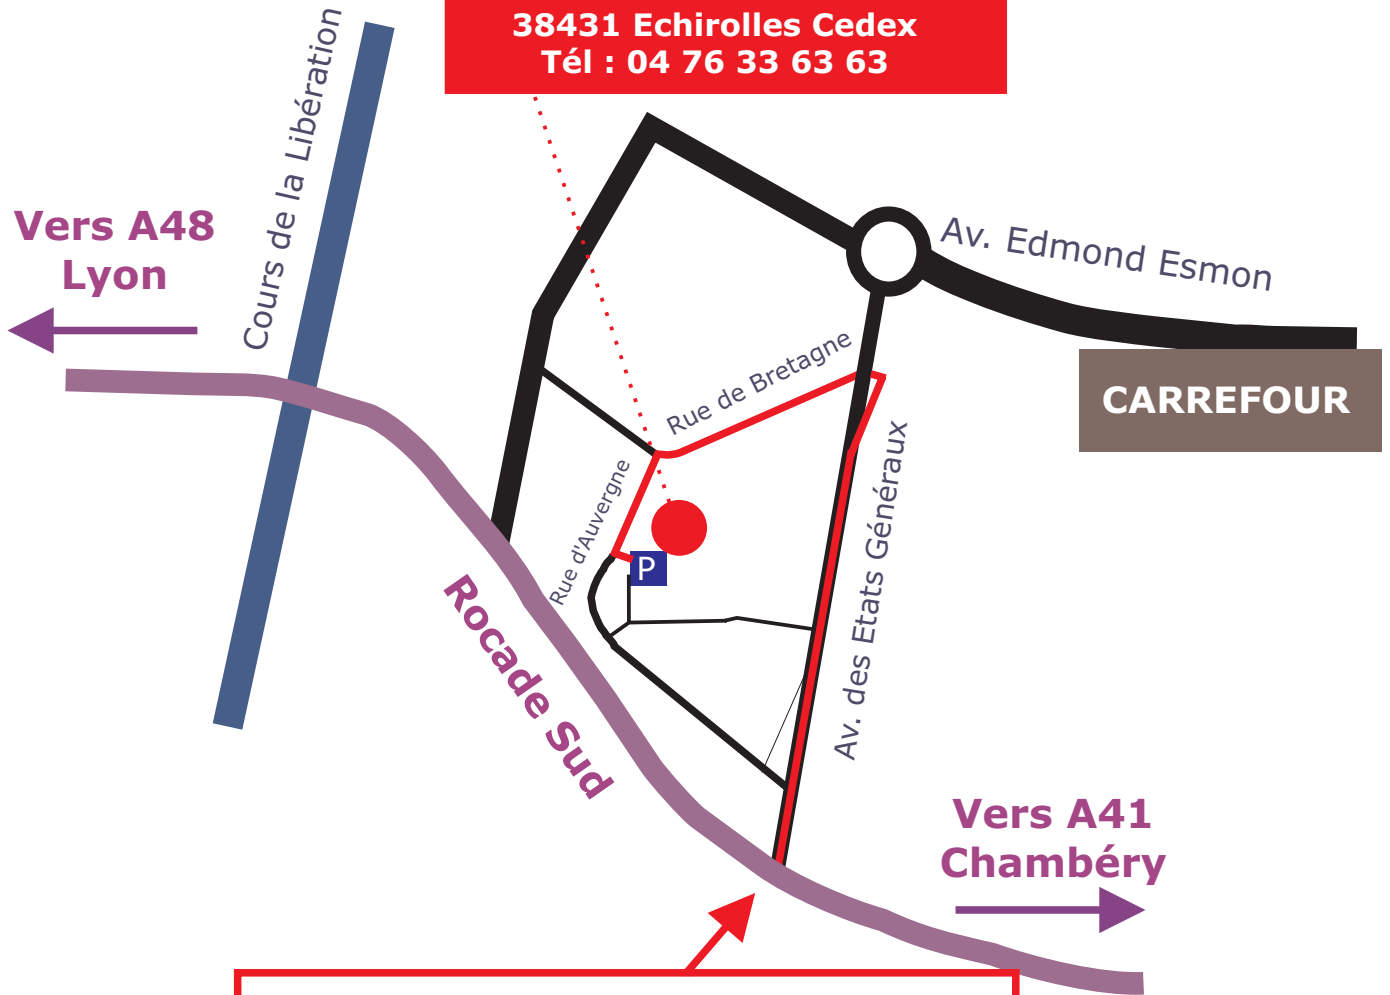 38431 Echirolles Cedex
Tél : 04 76 33 63 63
Cours de la Libération
Vers A48
Lyon
Av. Edmond Esmon
Rue de Bretagne
CARREFOUR
Rue d'Auvergne
P
Av. des Etats Généraux
Rocade Sud
Vers A41
Chambéry